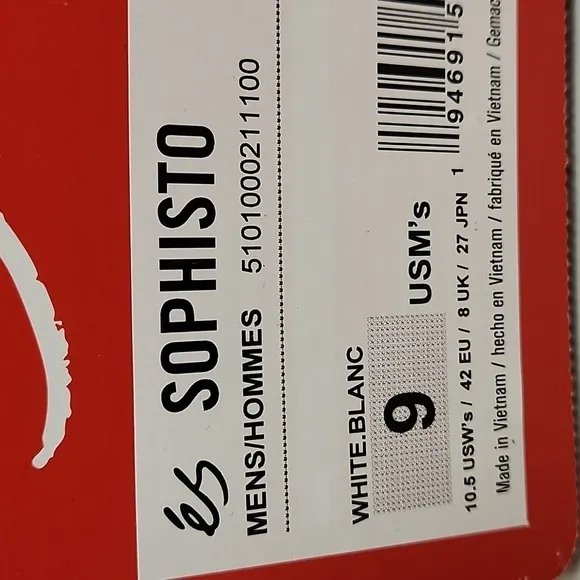 éS SOPHISTO
MENS/HOMMES 5101000211100
WHITE.BLANC
9 USM's
10.5 USW's / 42 EU / 8 UK / 27 JPN
1 94691 5
Made in Vietnam / hecho en Vietnam / fabriqué en Vietnam / Gemac